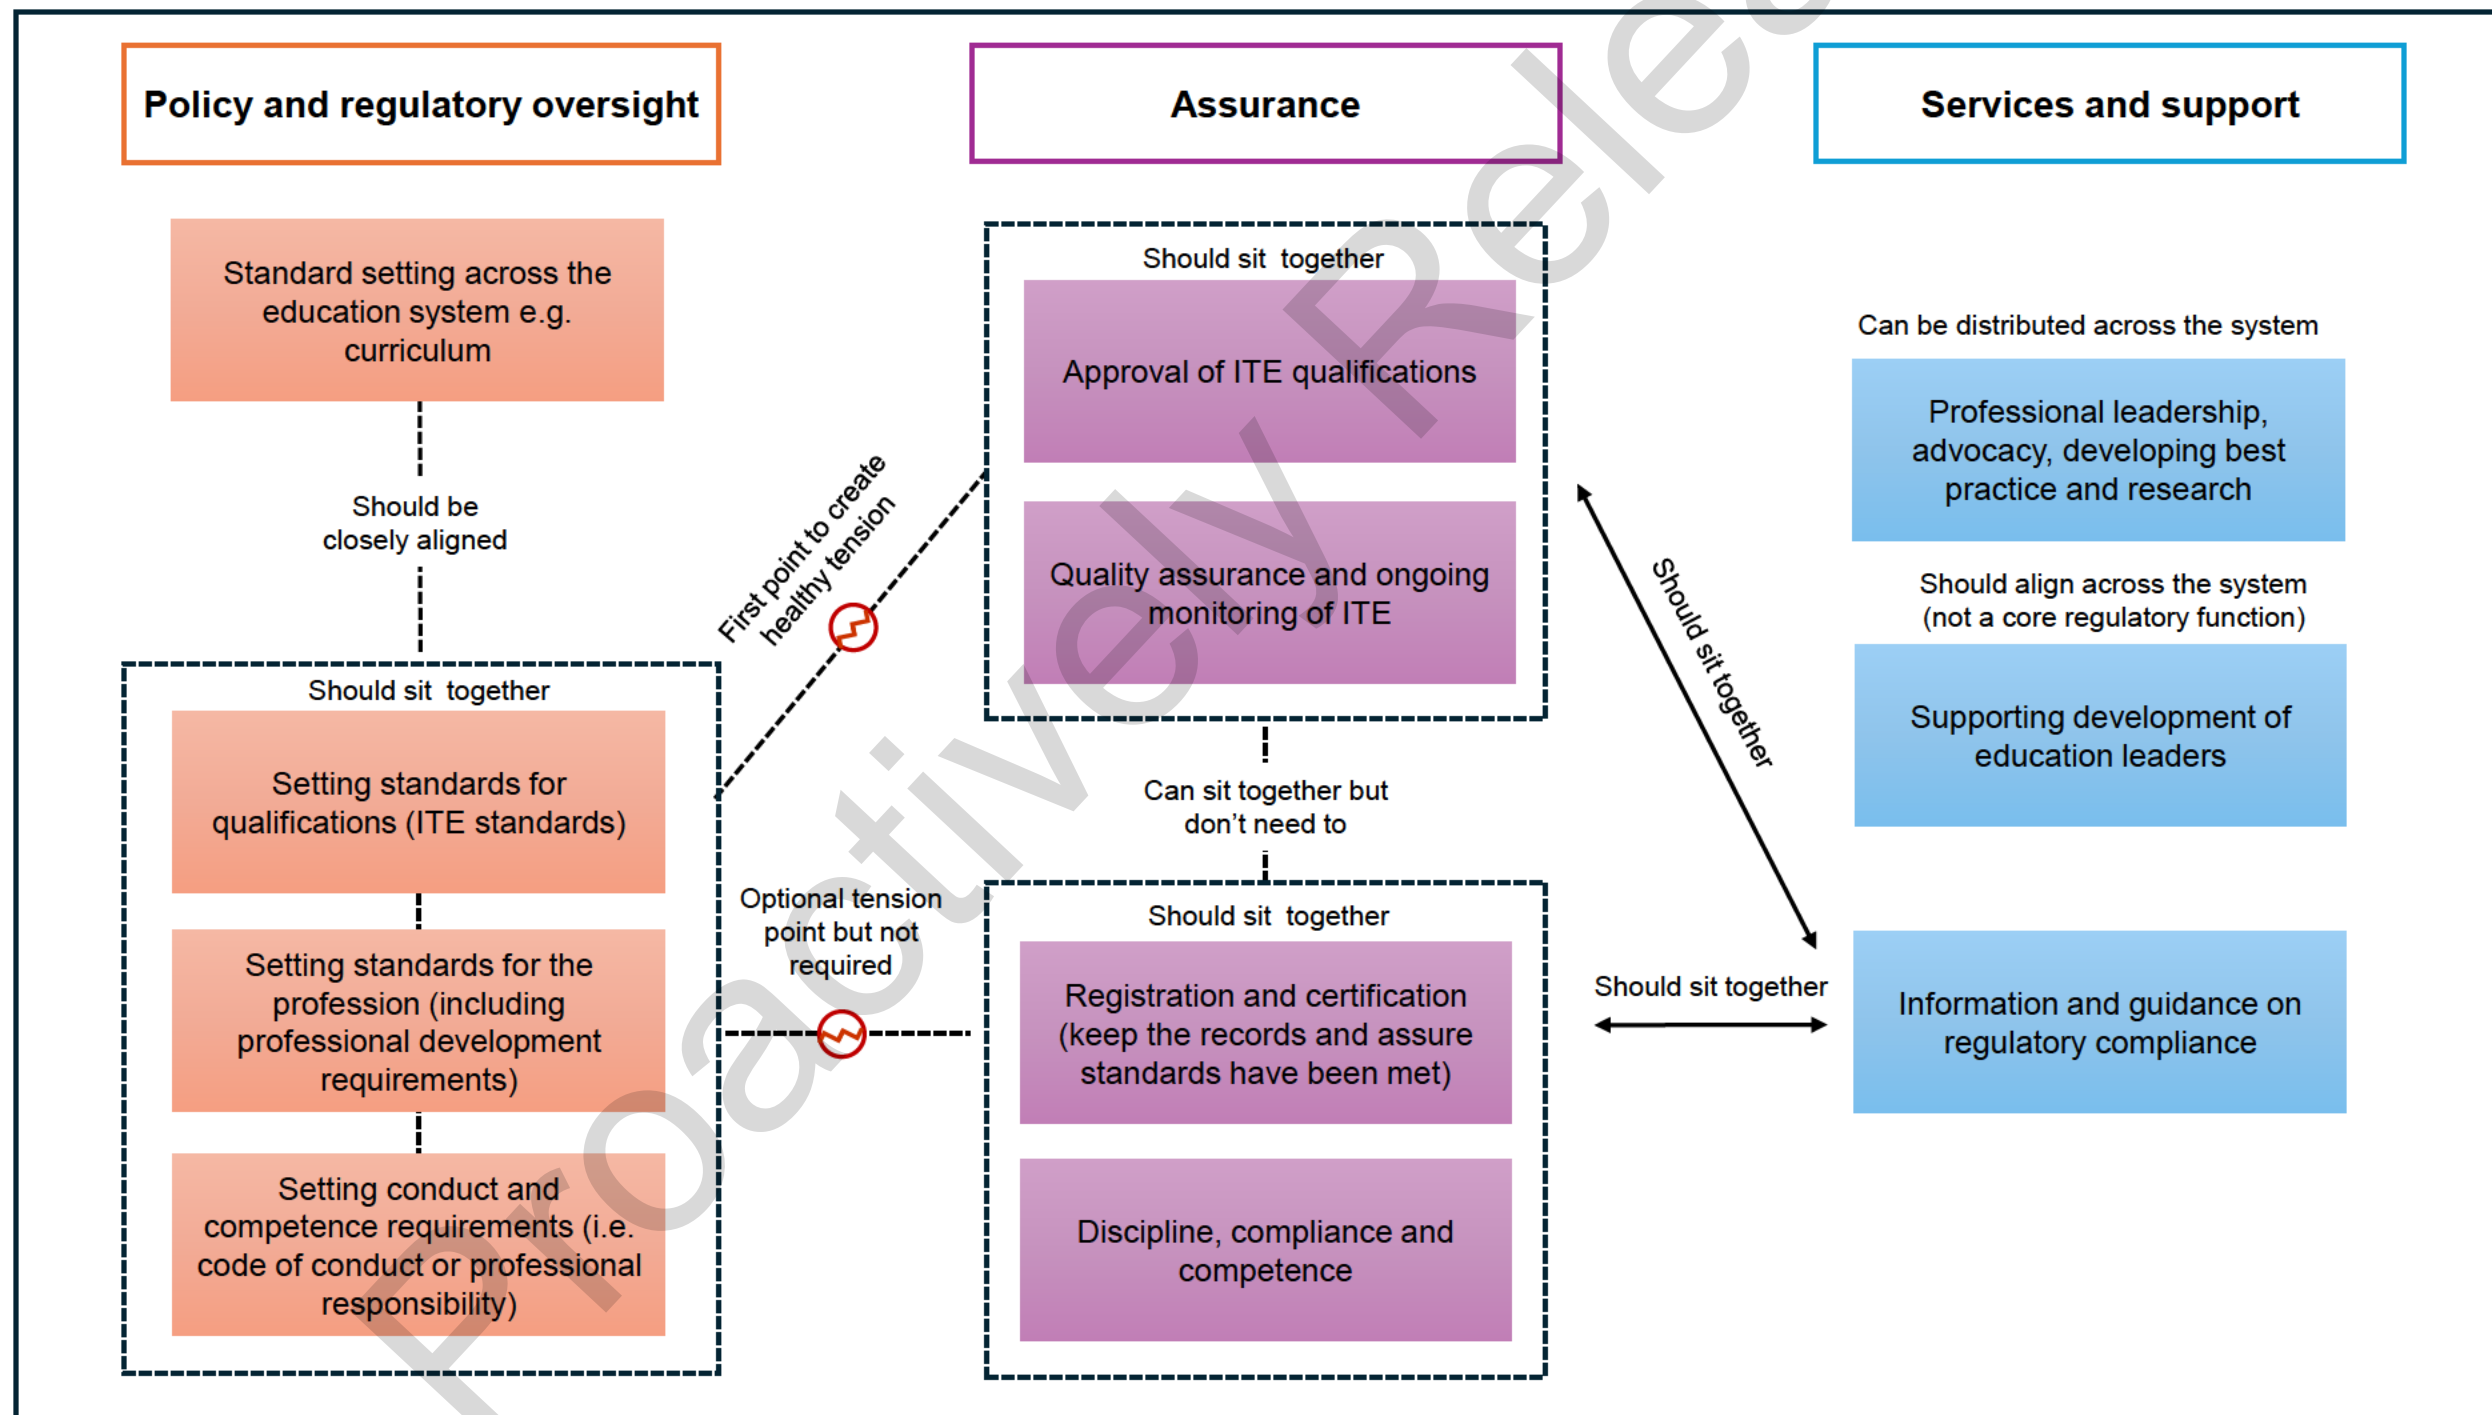 Policy and regulatory oversight
Assurance
Services and support
Standard setting across the
education system e.g.
curriculum
Should be
closely aligned
Should sit together
Setting standards for
qualifications (ITE standards)
Setting standards for the
profession (including
professional development
requirements)
Setting conduct and
competence requirements (i.e.
code of conduct or professional
responsibility)
First point to create
healthy tension
Optional tension
point but not
required
Should sit together
Approval of ITE qualifications
Quality assurance and ongoing
monitoring of ITE
Can sit together but
don't need to
Should sit together
Registration and certification
(keep the records and assure
standards have been met)
Discipline, compliance and
competence
Should sit together
Should sit together
Can be distributed across the system
Professional leadership,
advocacy, developing best
practice and research
Should align across the system
(not a core regulatory function)
Supporting development of
education leaders
Information and guidance on
regulatory compliance
Proactively